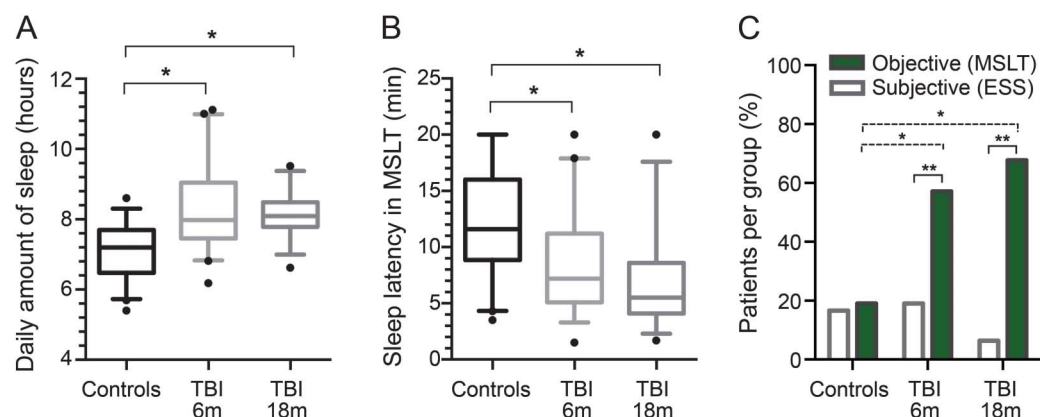 A
Daily amount of sleep (hours)
12
10
8
6
4
*
*
Controls
TBI
6m
TBI
18m
B
Sleep latency in MSLT (min)
25
20
15
10
5
0
*
*
Controls
TBI
6m
TBI
18m
C
Objective (MSLT)
Subjective (ESS)
Patients per group (%)
100
80
60
40
20
0
*
*
**
**
Controls
TBI
6m
TBI
18m